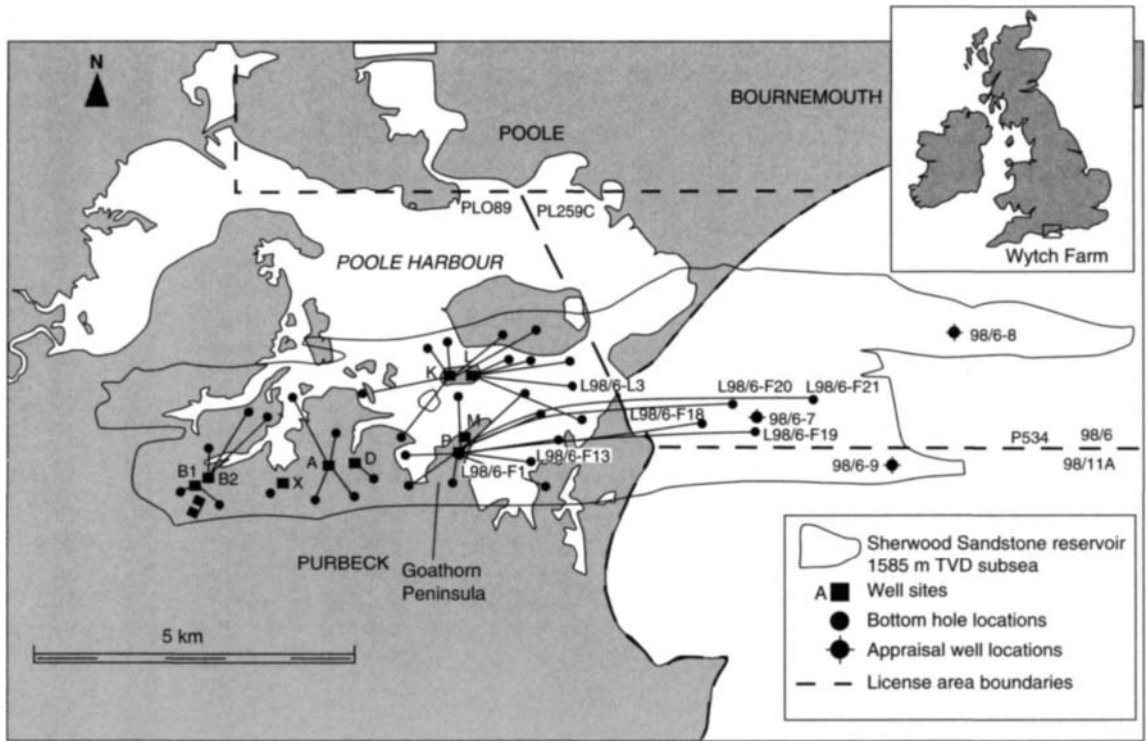 N
BOURNEMOUTH
POOLE
Wytch Farm
PLO89
PL259C
POOLE HARBOUR
98/6-8
K
L
L98/6-L3
L98/6-F20
L98/6-F21
M
L98/6-F18
98/6-7
L98/6-F19
P534
98/6
B1
B2
A
D
L98/6-F1
L98/6-F13
98/6-9
98/11A
X
PURBECK
Goathorn
Peninsula
5 km
Sherwood Sandstone reservoir
1585 m TVD subsea
A
Well sites
Bottom hole locations
Appraisal well locations
License area boundaries